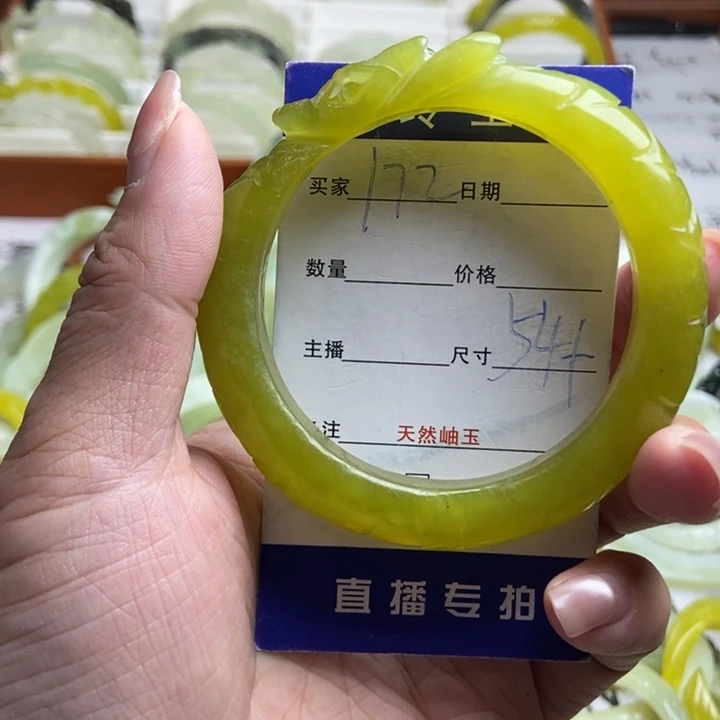 买家 172 日期
数量 价格
主播 尺寸 54+
注 天然岫玉
直播专拍